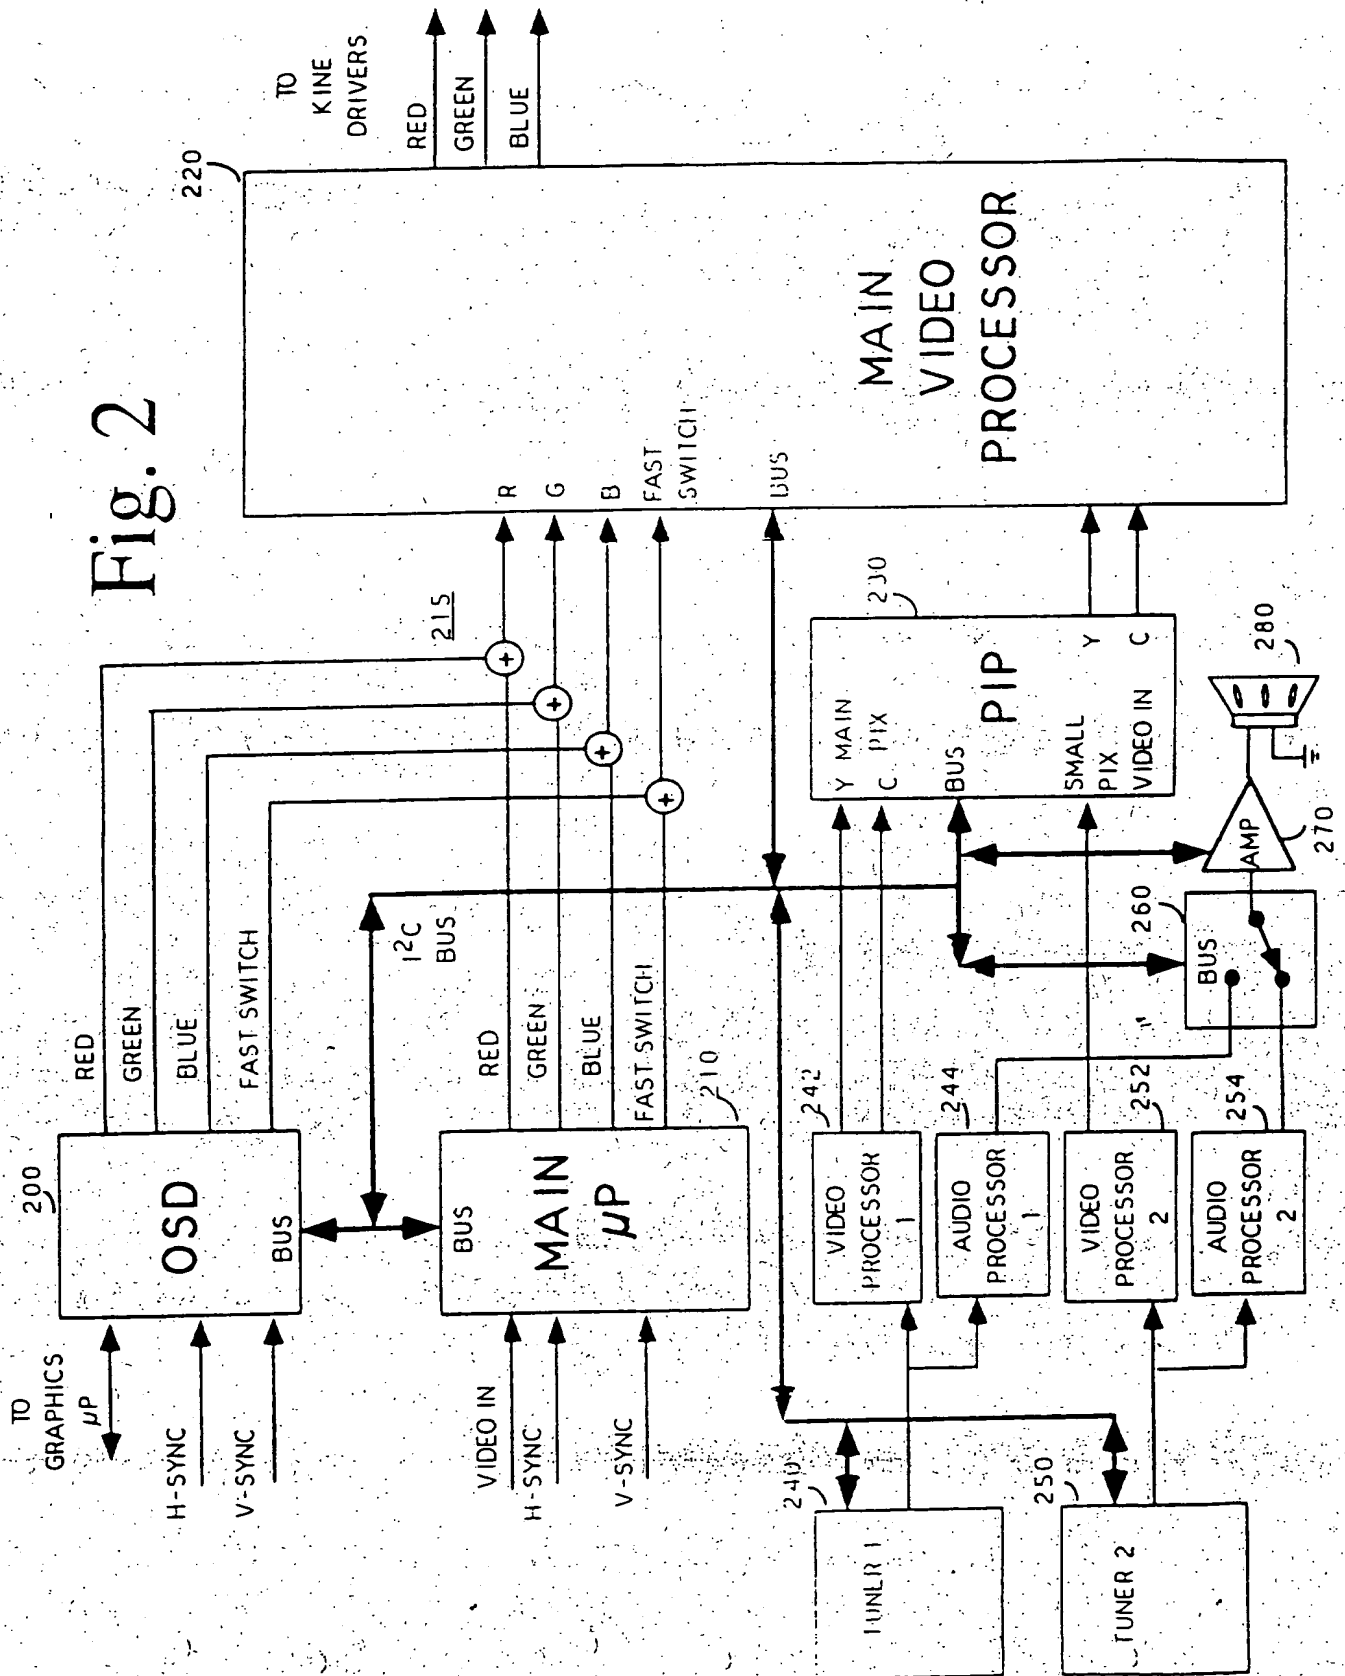 Fig. 2
TO
GRAPHICS
µP
H-SYNC
V-SYNC
200
OSD
BUS
RED
GREEN
BLUE
FAST SWITCH
VIDEO IN
H-SYNC
V-SYNC
BUS
MAIN
µP
210
RED
GREEN
BLUE
FAST SWITCH
I²C
BUS
215
+
+
+
+
R
G
B
FAST
SWITCH
BUS
MAIN
VIDEO
PROCESSOR
220
TO
KINE
DRIVERS
RED
GREEN
BLUE
TUNER 1
240
TUNER 2
250
VIDEO
PROCESSOR
1
242
AUDIO
PROCESSOR
1
244
VIDEO
PROCESSOR
2
252
AUDIO
PROCESSOR
2
254
Y MAIN
C PIX
BUS
SMALL
PIX
VIDEO IN
PIP
Y
C
BUS
260
AMP
270
280